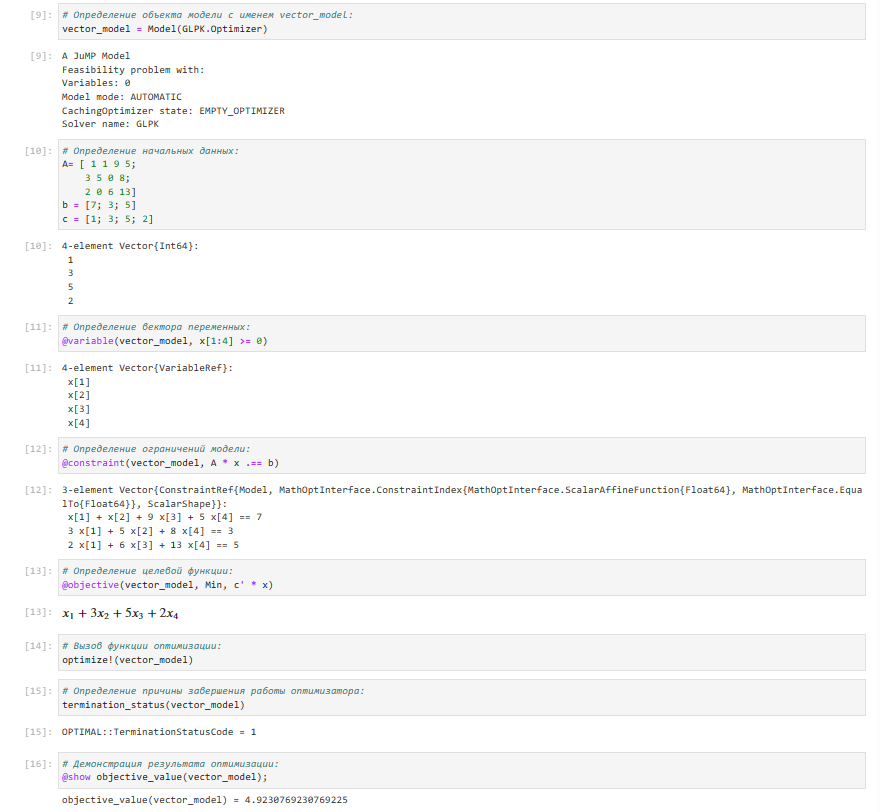 [9]: # Определение объекта модели с именем vector_model:
vector_model = Model(GLPK.Optimizer)
[9]: A JuMP Model
Feasibility problem with:
Variables: 0
Model mode: AUTOMATIC
CachingOptimizer state: EMPTY_OPTIMIZER
Solver name: GLPK
[10]: # Определение начальных данных:
A= [ 1 1 9 5;
3 5 0 8;
2 0 6 13]
b = [7; 3; 5]
c = [1; 3; 5; 2]
[10]: 4-element Vector{Int64}:
1
3
5
2
[11]: # Определение вектора переменных:
@variable(vector_model, x[1:4] >= 0)
[11]: 4-element Vector{VariableRef}:
x[1]
x[2]
x[3]
x[4]
[12]: # Определение ограничений модели:
@constraint(vector_model, A * x .== b)
[12]: 3-element Vector{ConstraintRef{Model, MathOptInterface.ConstraintIndex{MathOptInterface.ScalarAffineFunction{Float64}, MathOptInterface.Equa
lTo{Float64}}, ScalarShape}}:
x[1] + x[2] + 9 x[3] + 5 x[4] == 7
3 x[1] + 5 x[2] + 8 x[4] == 3
2 x[1] + 6 x[3] + 13 x[4] == 5
[13]: # Определение целевой функции:
@objective(vector_model, Min, c' * x)
[13]: x₁ + 3x₂ + 5x₃ + 2x₄
[14]: # Вызов функции оптимизации:
optimize!(vector_model)
[15]: # Определение причины завершения работы оптимизатора:
termination_status(vector_model)
[15]: OPTIMAL::TerminationStatusCode = 1
[16]: # Демонстрация результата оптимизации:
@show objective_value(vector_model);
objective_value(vector_model) = 4.9230769230769225